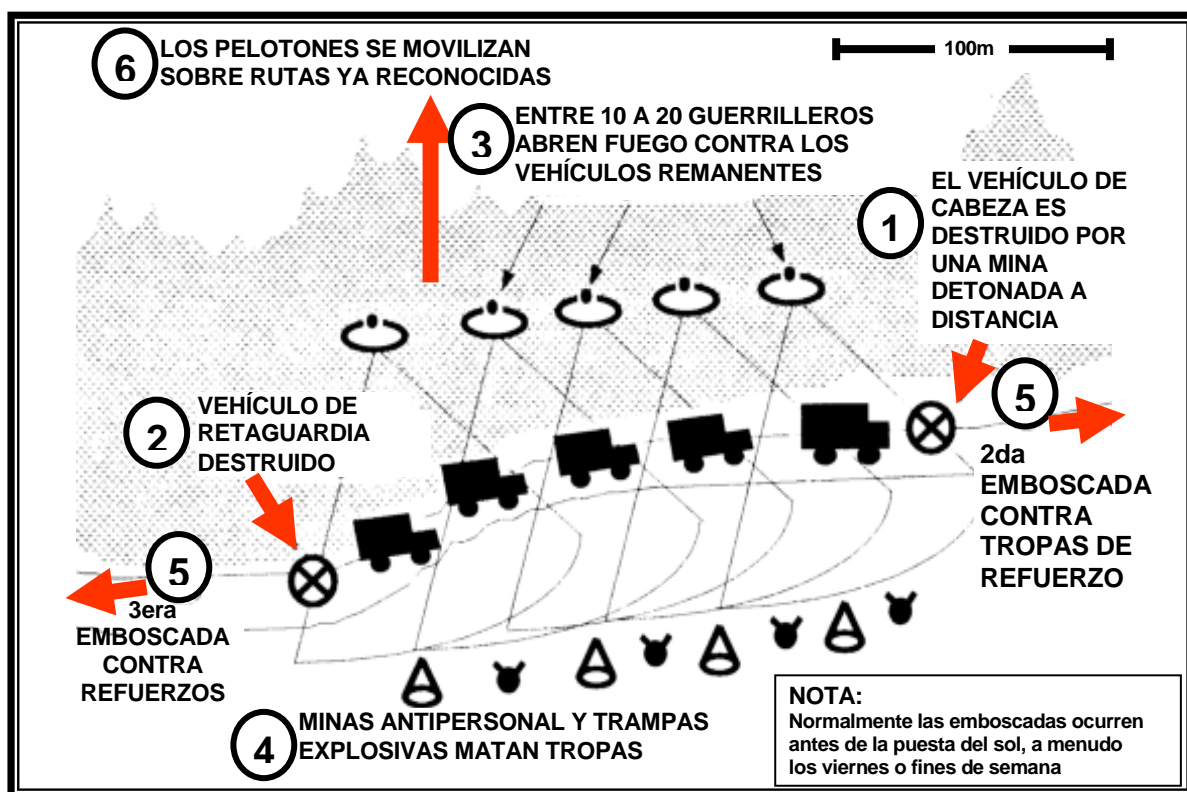 6
LOS PELOTONES SE MOVILIZAN
SOBRE RUTAS YA RECONOCIDAS
100m
3
ENTRE 10 A 20 GUERRILLEROS
ABREN FUEGO CONTRA LOS
VEHÍCULOS REMANENTES
1
EL VEHÍCULO DE
CABEZA ES
DESTRUIDO POR
UNA MINA
DETONADA A
DISTANCIA
2
VEHÍCULO DE
RETAGUARDIA
DESTRUIDO
5
2da
EMBOSCADA
CONTRA
TROPAS DE
REFUERZO
5
3era
EMBOSCADA
CONTRA
REFUERZOS
4
MINAS ANTIPERSONAL Y TRAMPAS
EXPLOSIVAS MATAN TROPAS
NOTA:
Normalmente las emboscadas ocurren
antes de la puesta del sol, a menudo
los viernes o fines de semana